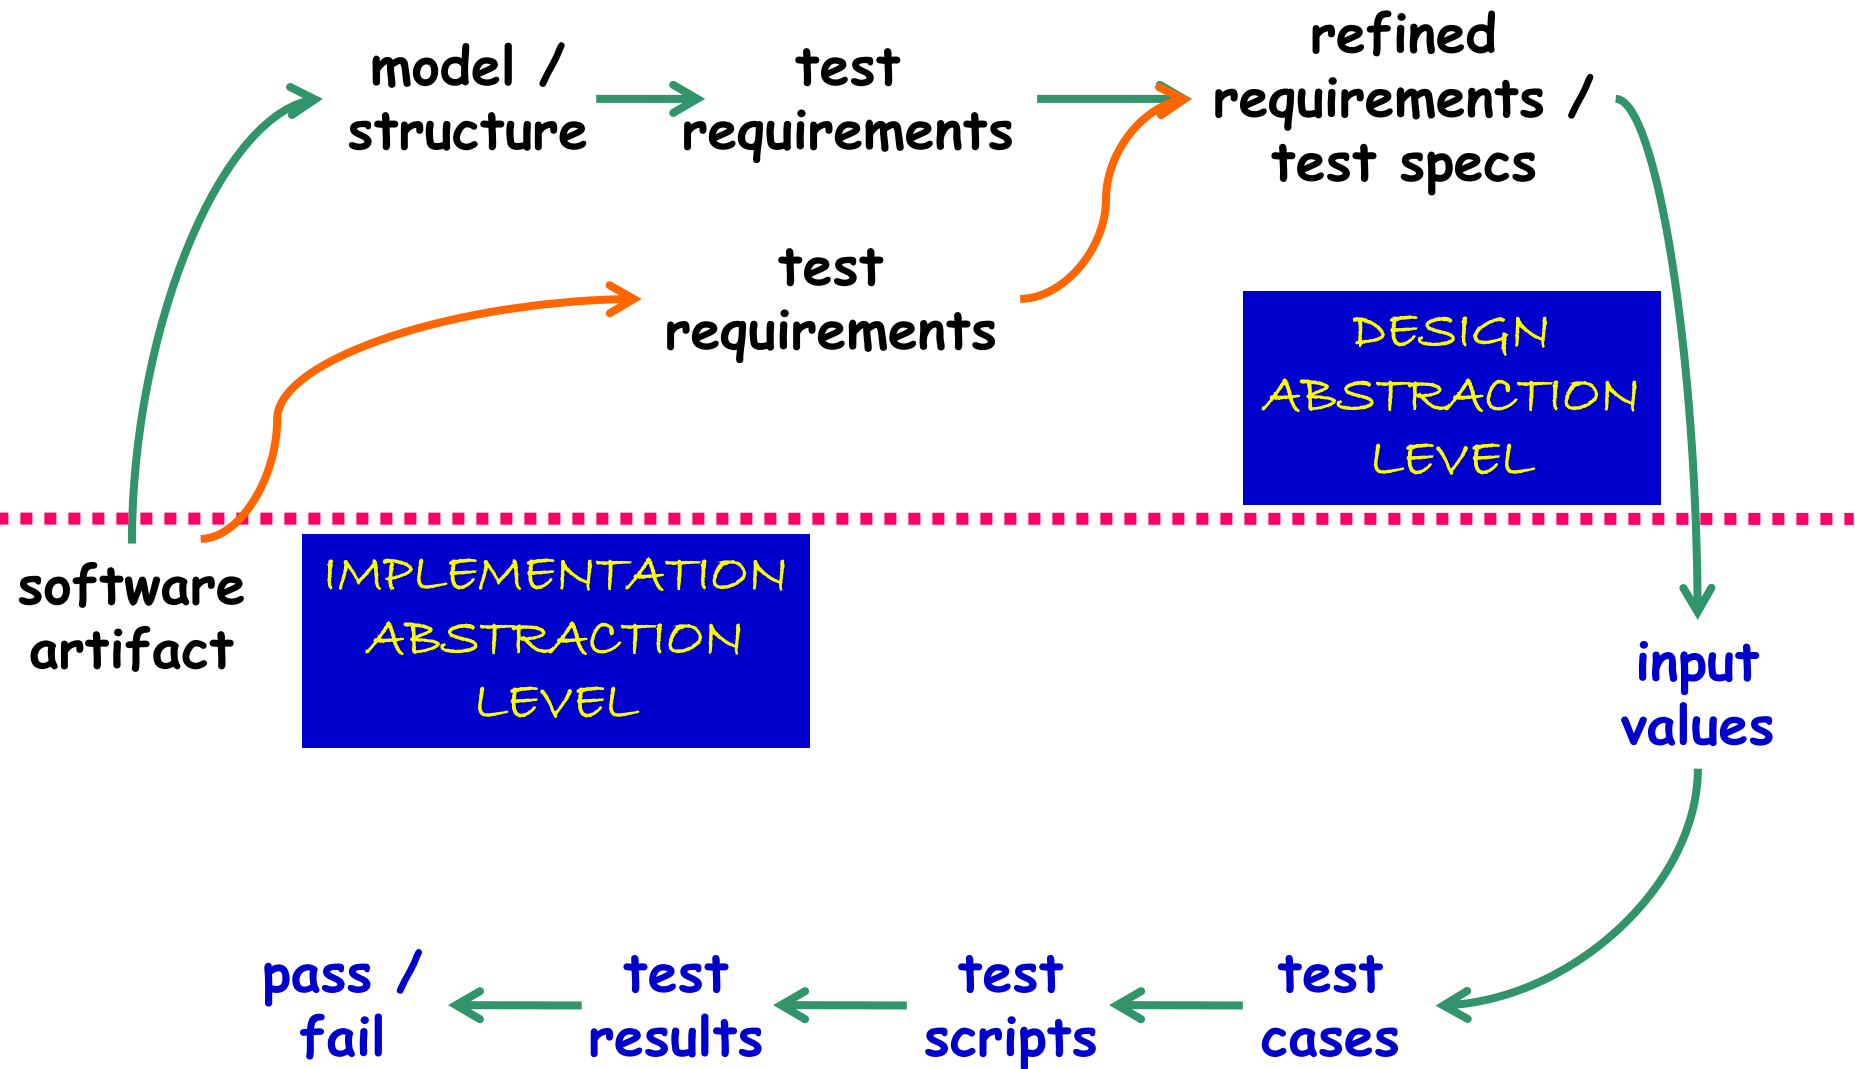 model /
structure
test
requirements
refined
requirements /
test specs
test
requirements
DESIGN
ABSTRACTION
LEVEL
software
artifact
IMPLEMENTATION
ABSTRACTION
LEVEL
input
values
pass /
fail
test
results
test
scripts
test
cases